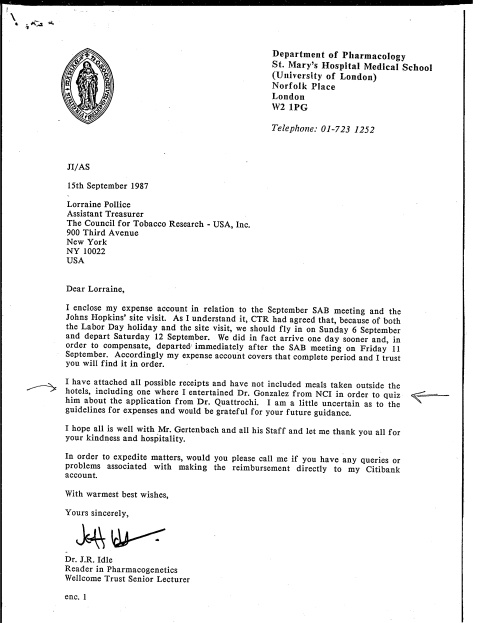 Department of Pharmacology
St. Mary's Hospital Medical School
(University of London)
Norfolk Place
London
W2 1PG
Telephone: 01-723 1252
JI/AS
15th September 1987
Lorraine Pollice
Assistant Treasurer
The Council for Tobacco Research - USA, Inc.
900 Third Avenue
New York
NY 10022
USA
Dear Lorraine,
I enclose my expense account in relation to the September SAB meeting and the
Johns Hopkins' site visit. As I understand it, CTR had agreed that, because of both
the Labor Day holiday and the site visit, we should fly in on Sunday 6 September
and depart Saturday 12 September. We did in fact arrive one day sooner and, in
order to compensate, departed immediately after the SAB meeting on Friday 11
September. Accordingly my expense account covers that complete period and I trust
you will find it in order.
I have attached all possible receipts and have not included meals taken outside the
hotels, including one where I entertained Dr. Gonzalez from NCI in order to quiz
him about the application from Dr. Quattrochi. I am a little uncertain as to the
guidelines for expenses and would be grateful for your future guidance.
I hope all is well with Mr. Gertenbach and all his Staff and let me thank you all for
your kindness and hospitality.
In order to expedite matters, would you please call me if you have any queries or
problems associated with making the reimbursement directly to my Citibank
account.
With warmest best wishes,
Yours sincerely,
Dr. J.R. Idle
Reader in Pharmacogenetics
Wellcome Trust Senior Lecturer
enc. 1